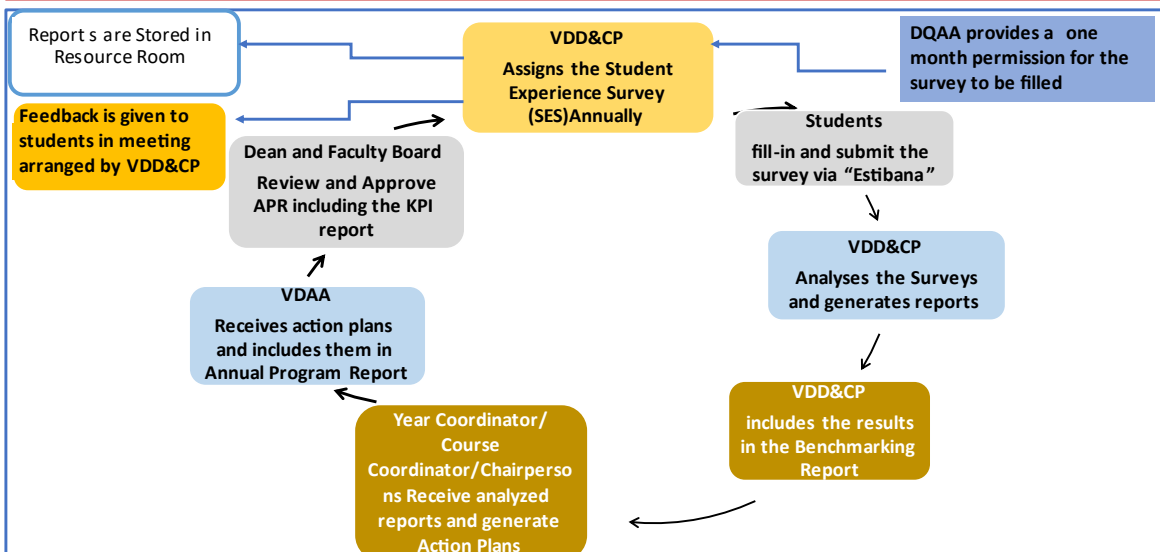 Report s are Stored in
Resource Room
VDD&CP
Assigns the Student
Experience Survey
(SES)Annually
DQAA provides a one
month permission for the
survey to be filled
Feedback is given to
students in meeting
arranged by VDD&CP
Students
fill-in and submit the
survey via “Estibana”
Dean and Faculty Board
Review and Approve
APR including the KPI
report
VDD&CP
Analyses the Surveys
and generates reports
VDAA
Receives action plans
and includes them in
Annual Program Report
VDD&CP
includes the results
in the Benchmarking
Report
Year Coordinator/
Course
Coordinator/Chairperso
ns Receive analyzed
reports and generate
Action Plans